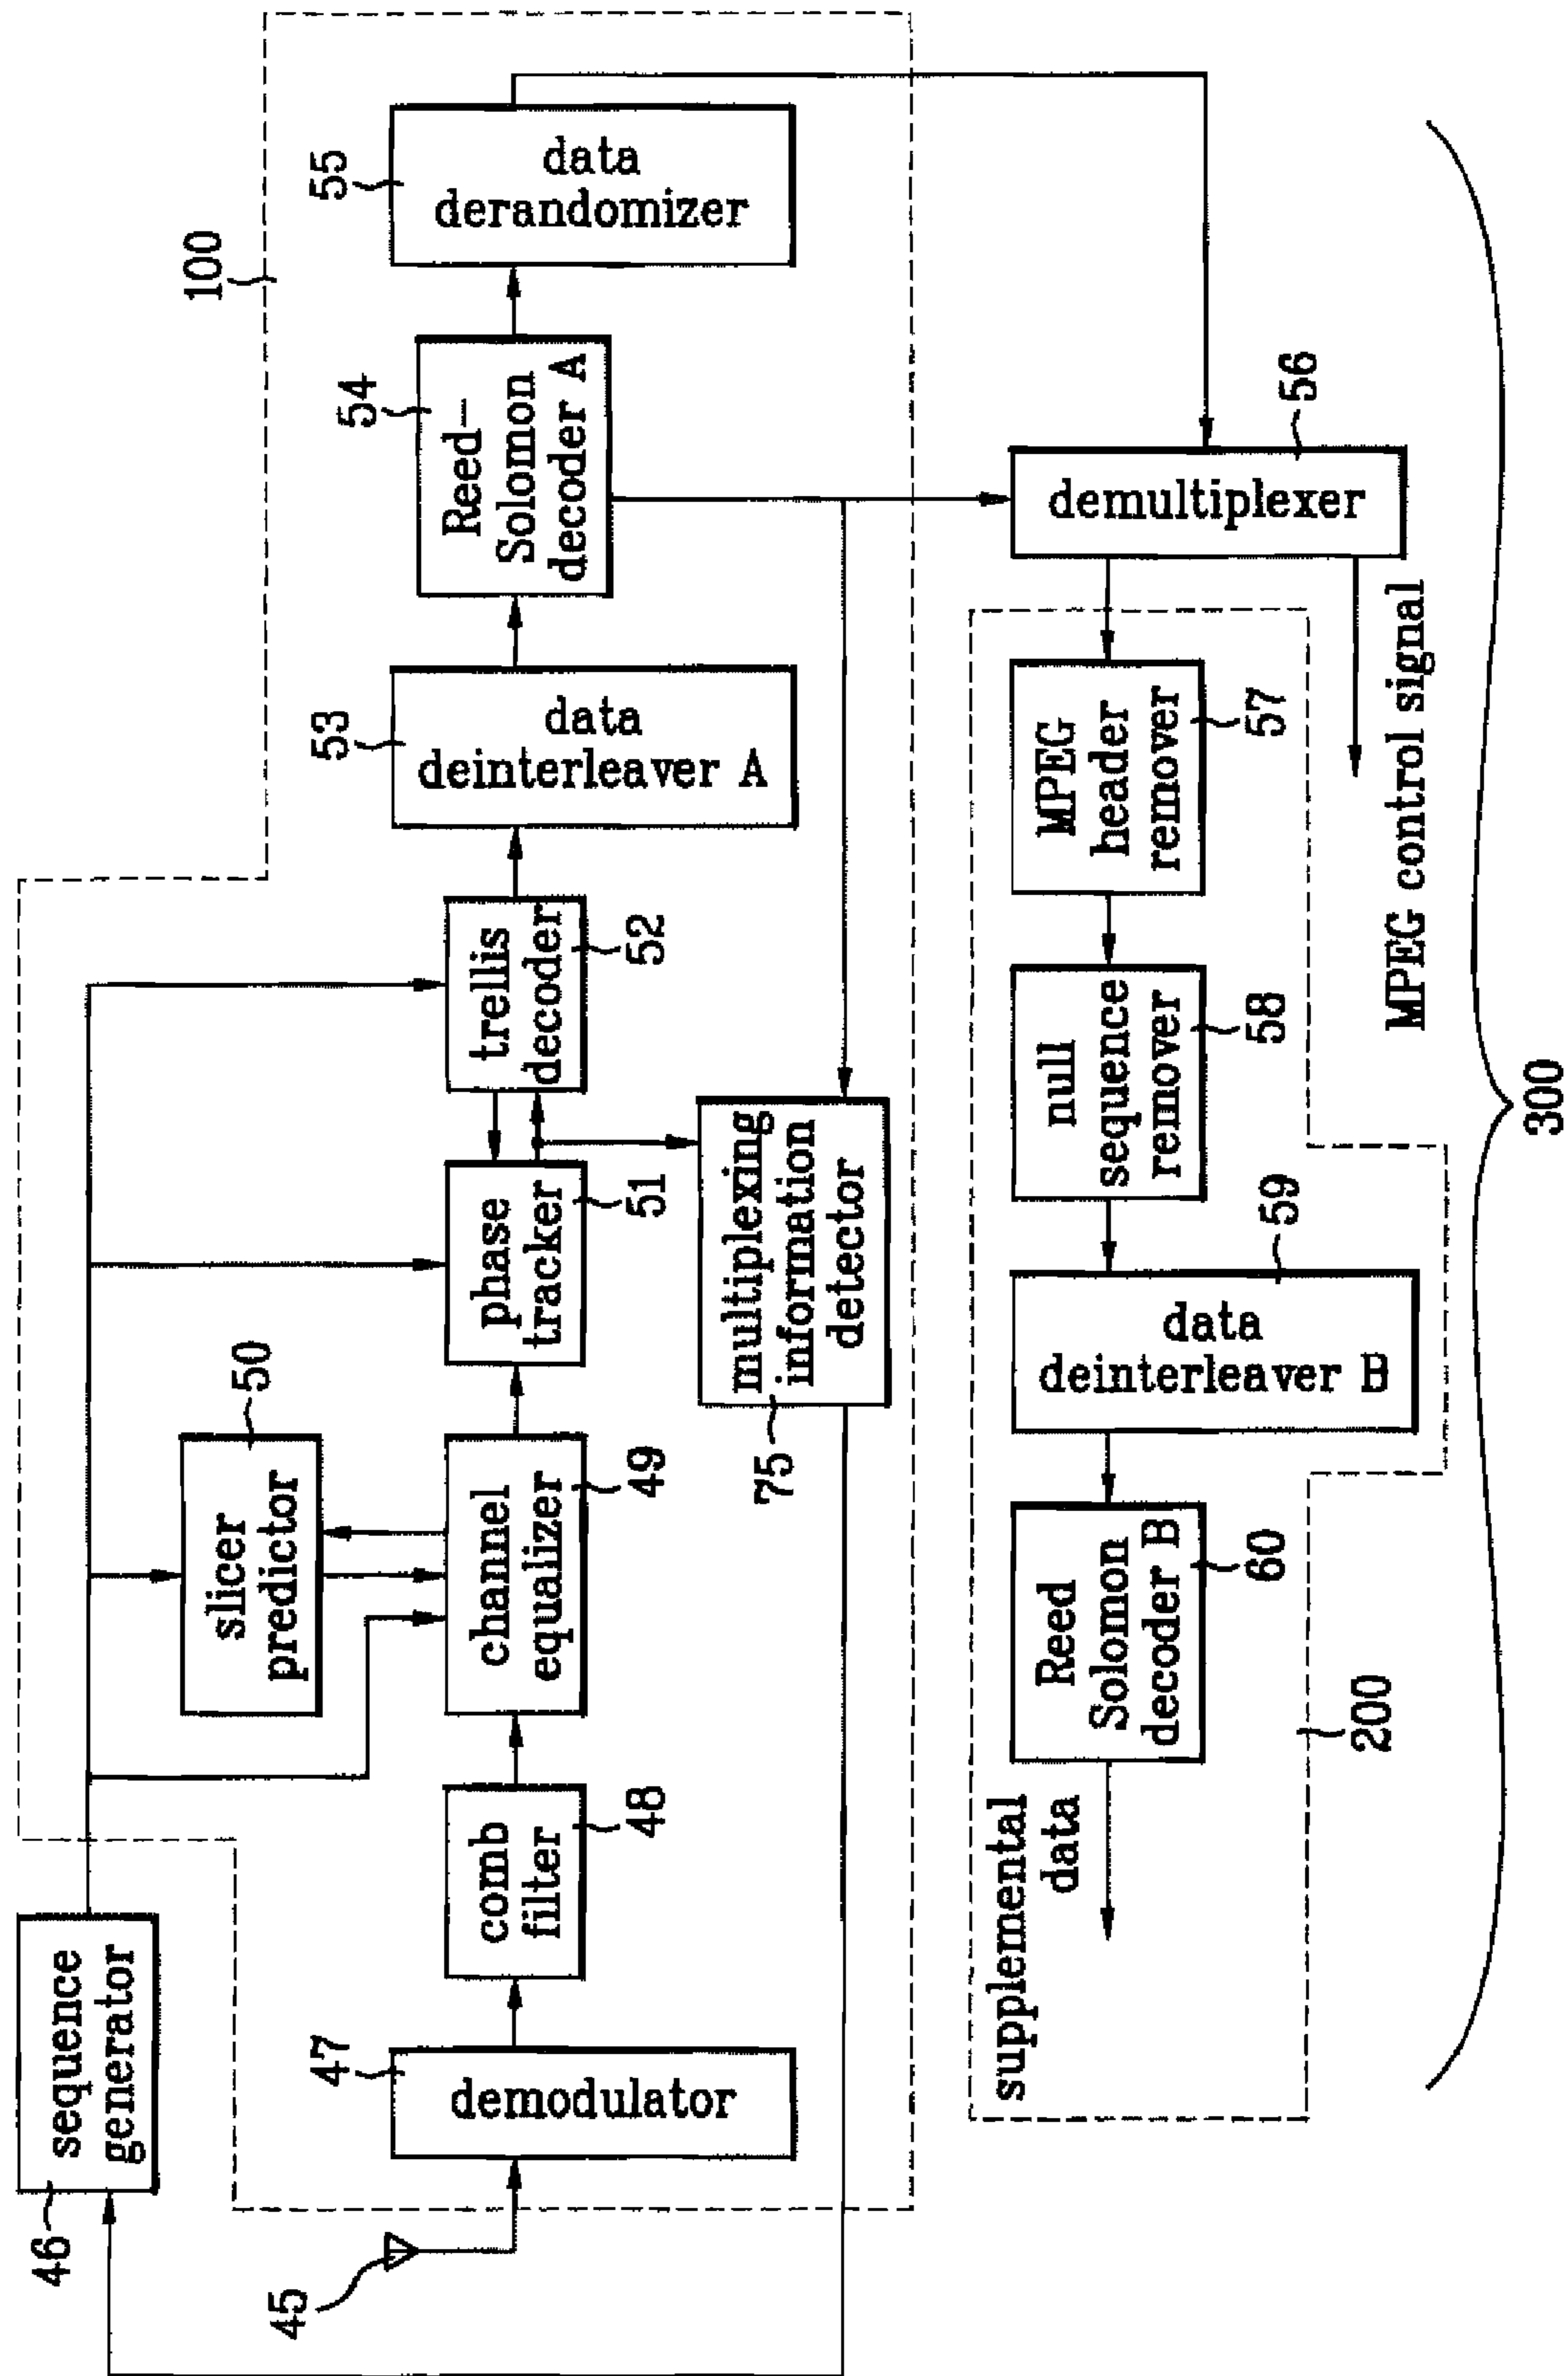 46
sequence
generator
100
45
47
demodulator
comb
filter
48
50
slicer
predictor
channel
equalizer
49
phase
tracker
51
trellis
decoder
52
53
data
deinterleaver A
54
Reed-
Solomon
decoder A
55
data
derandomizer
75
multiplexing
information
detector
supplemental
data
Reed
Solomon
decoder B
60
59
data
deinterleaver B
null
sequence
remover
58
MPEG
header
remover
57
demultiplexer
56
200
MPEG control signal
300